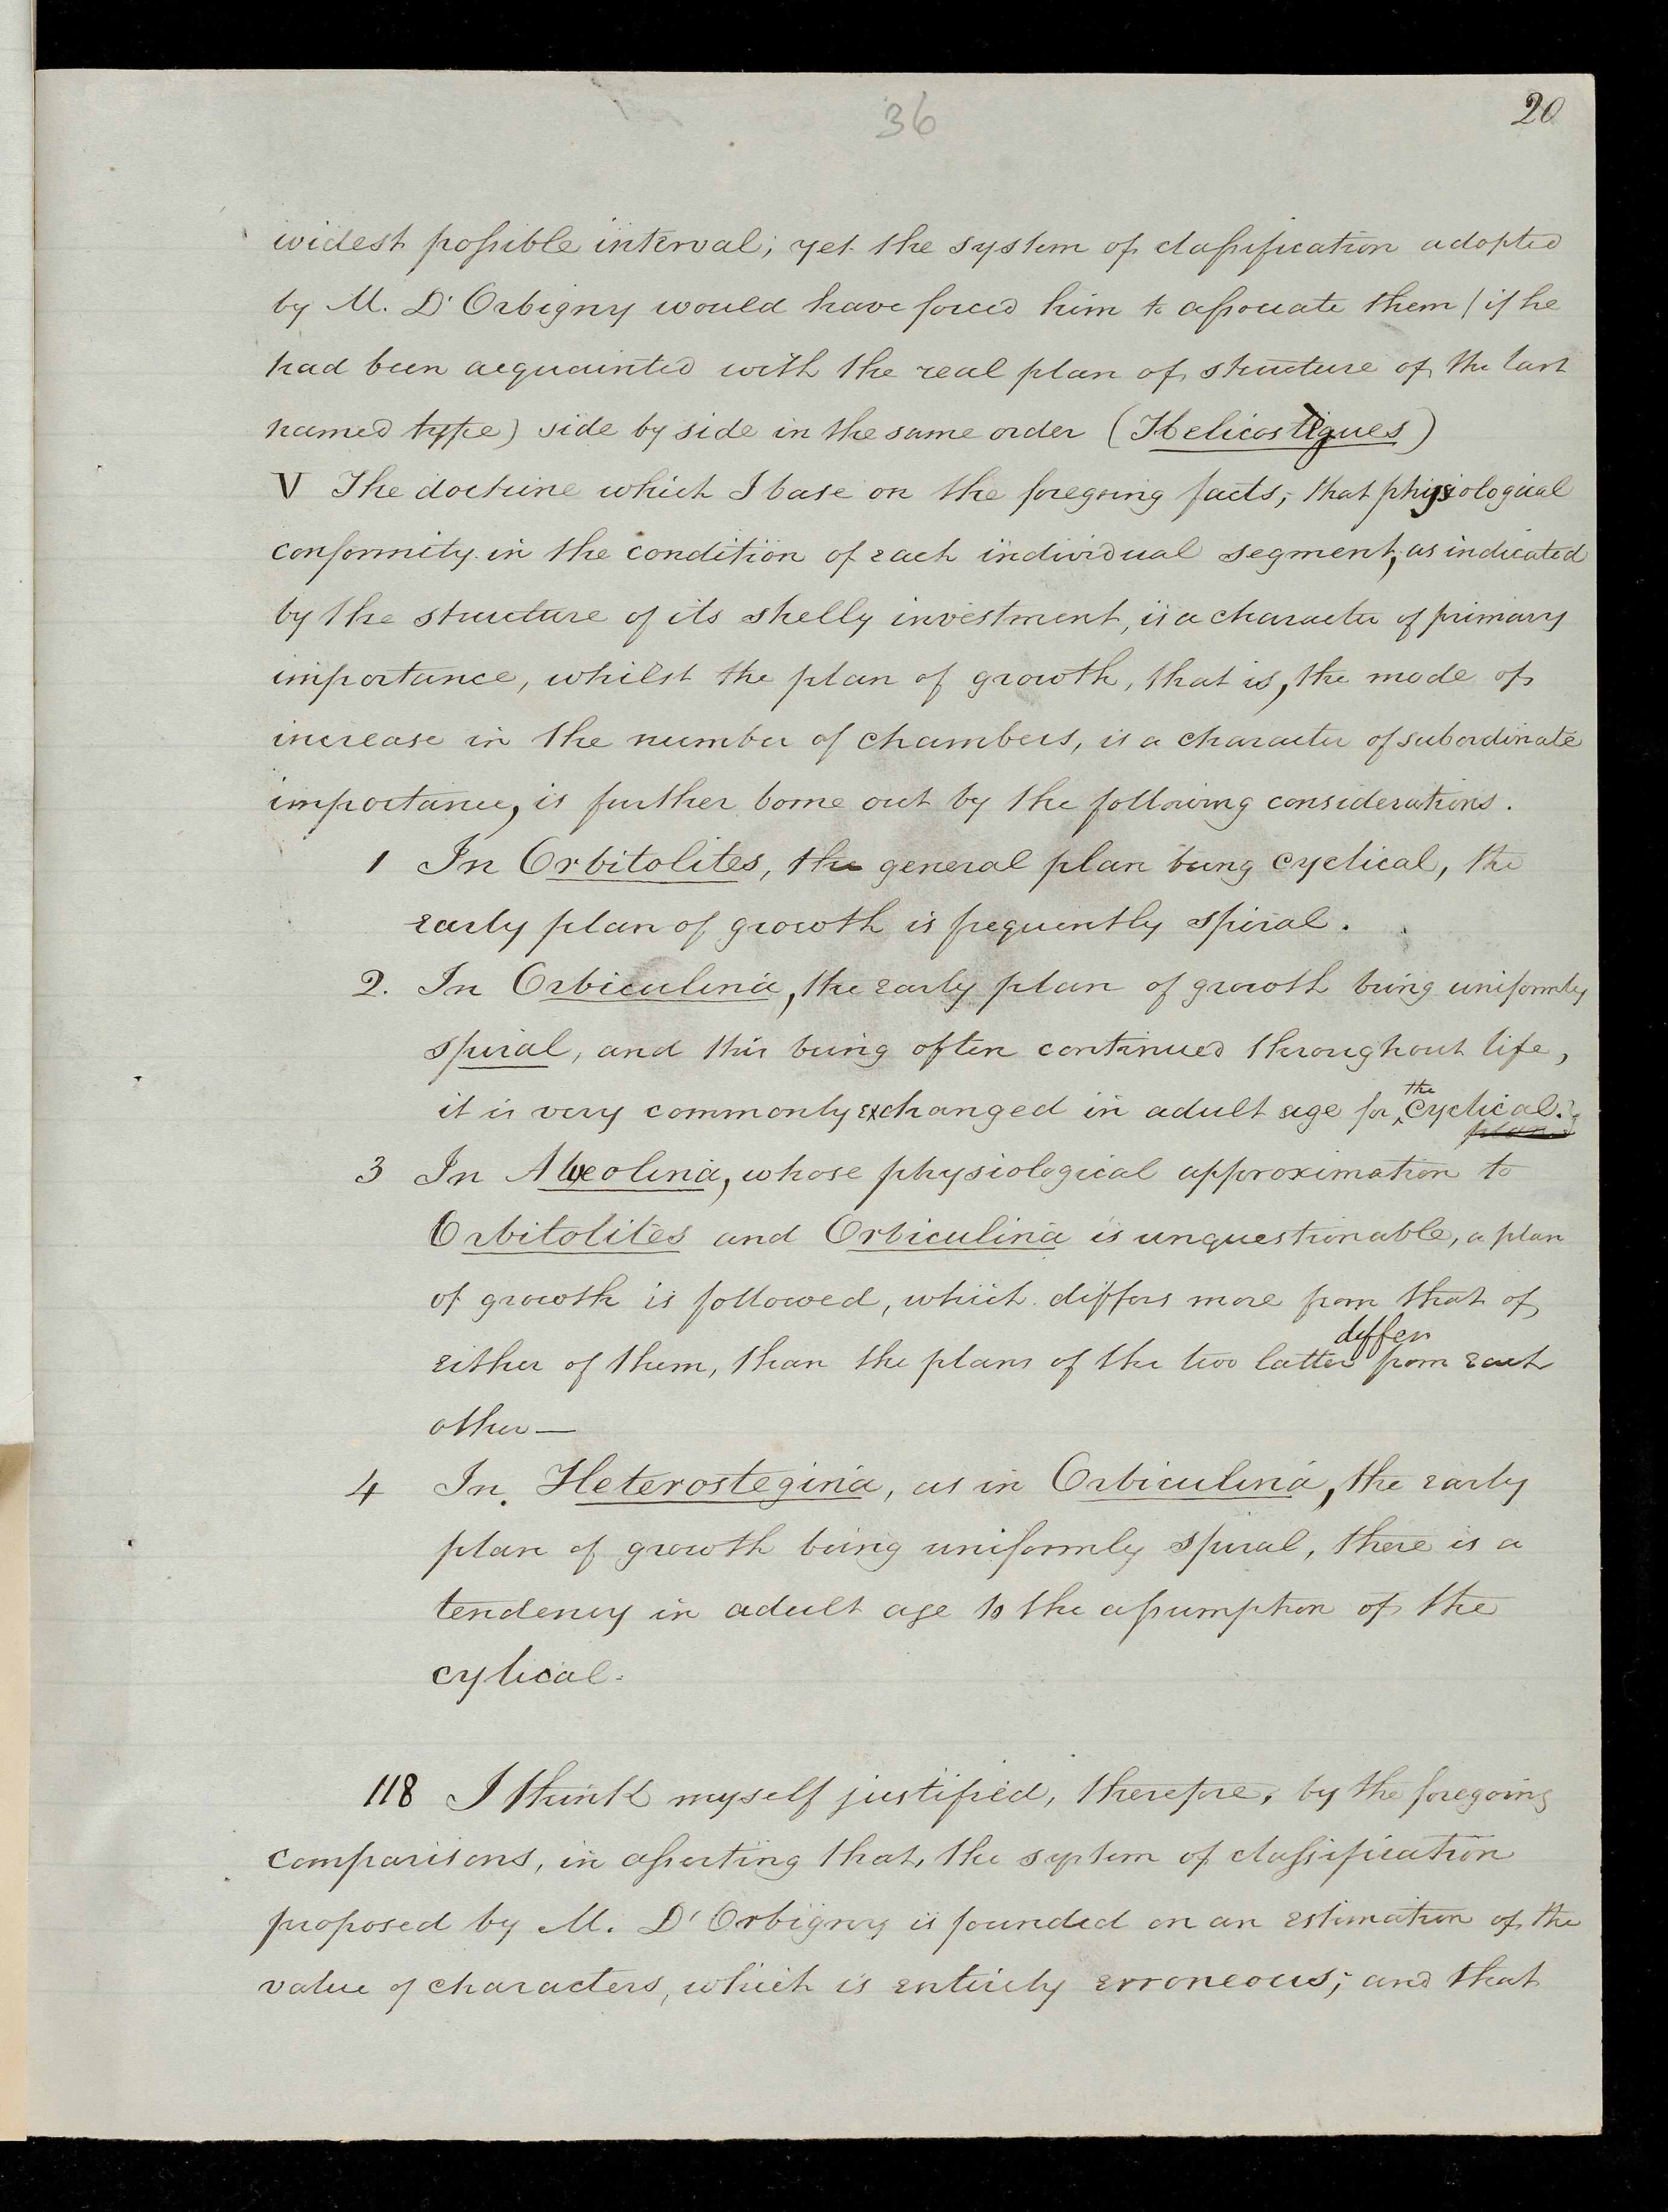 36
20
widest possible interval; yet the system of classification adopted
by M. D'Orbigny would have forced him to associate them (if he
had been acquainted with the real plan of structure of the last
named type) side by side in the same order (Helicostègues)
V The doctrine which I base on the foregoing facts, that physiological
conformity in the condition of each individual segment, as indicated
by the structure of its shelly investment, is a character of primary
importance, whilst the plan of growth, that is, the mode of
increase in the number of chambers, is a character of subordinate
importance, is further borne out by the following considerations.
1 In Orbitolites, the general plan being cyclical, the
early plan of growth is frequently spiral.
2. In Orbiculina, the early plan of growth being uniformly
spiral, and this being often continued throughout life,
it is very commonly exchanged in adult age for the cyclical.
plan
3 In Alveolina, whose physiological approximation to
Orbitolites and Orbiculina is unquestionable, a plan
of growth is followed, which differs more from that of
either of them, than the plans of the two latter differ from each
other—
4 In Heterostegina, as in Orbiculina, the early
plan of growth being uniformly spiral, there is a
tendency in adult age to the assumption of the
cylical.
118 I think myself justified, therefore, by the foregoing
comparisons, in asserting that, the system of classification
proposed by M. D'Orbigny is founded on an estimation of the
value of characters, which is entirely erroneous; and that